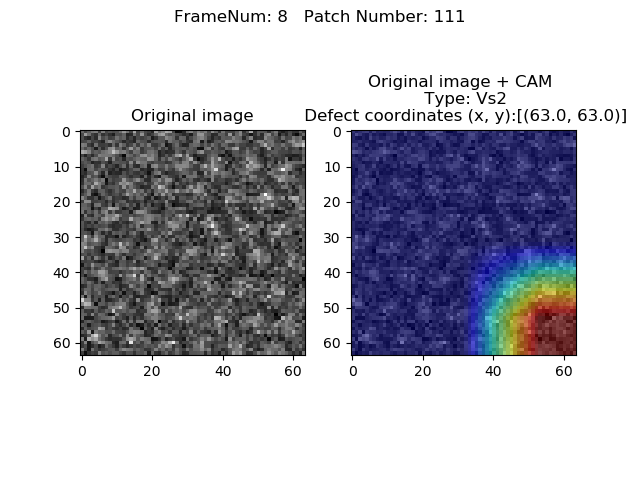 FrameNum: 8   Patch Number: 111
Original image
Original image + CAM
Type: Vs2
Defect coordinates (x, y):[(63.0, 63.0)]
0
10
20
30
40
50
60
0 20 40 60
0
10
20
30
40
50
60
0 20 40 60